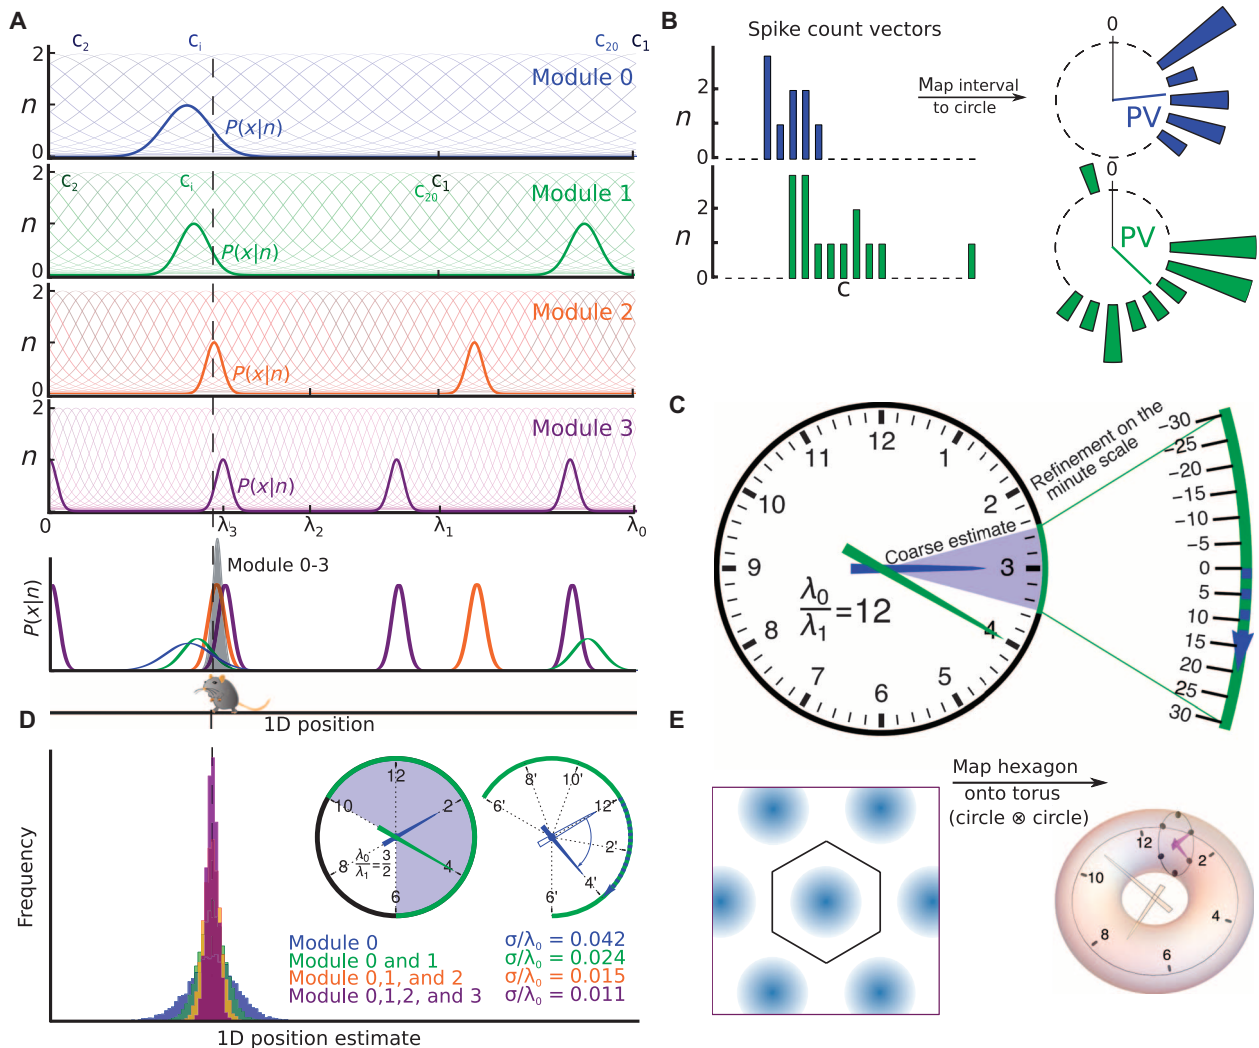 A
c₂
cᵢ
c₂₀
c₁
2
Module 0
n
P(x|n)
0
2
c₂
cᵢ
c₂₀
c₁
Module 1
n
P(x|n)
0
2
Module 2
n
P(x|n)
0
2
Module 3
n
P(x|n)
0
λ₃
λ₂
λ₁
λ₀
Module 0-3
P(x|n)
1D position
B
Spike count vectors
2
n
0
Map interval
to circle
0
PV
2
n
0
c
0
PV
C
12
1
2
3
4
5
6
7
8
9
10
11
Coarse estimate
λ₀/λ₁=12
Refinement on the
minute scale
−30
−25
−20
−15
−10
−5
0
5
10
15
20
25
30
D
Frequency
12
2
4
6
8
10
λ₀/λ₁=3/2
6'
8'
10'
12'
2'
4'
6'
Module 0
σ/λ₀ = 0.042
Module 0 and 1
σ/λ₀ = 0.024
Module 0,1, and 2
σ/λ₀ = 0.015
Module 0,1,2, and 3
σ/λ₀ = 0.011
1D position estimate
E
Map hexagon
onto torus
(circle ⊗ circle)
12
2
4
6
8
10